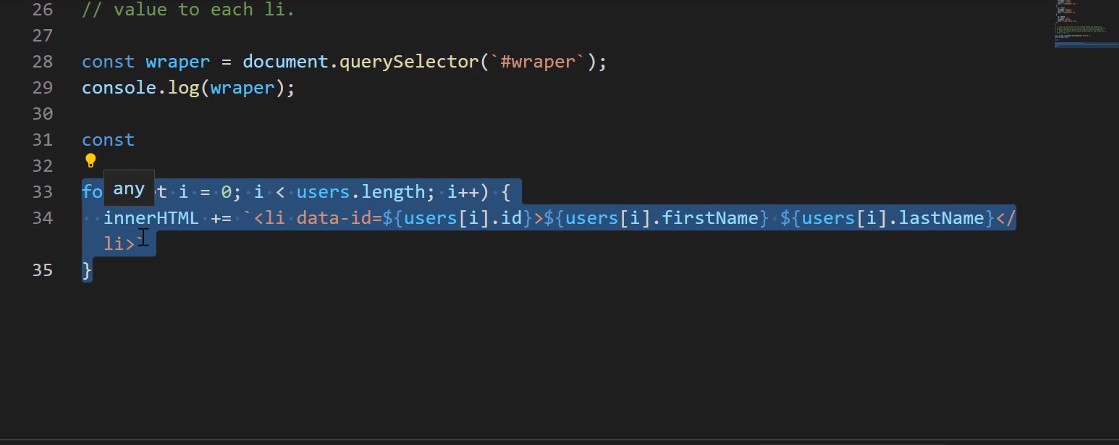 26 // value to each li.
27
28 const wraper = document.querySelector(`#wraper`);
29 console.log(wraper);
30
31 const
32
33 fo any t i = 0; i < users.length; i++) {
34 innerHTML += `<li data-id=${users[i].id}>${users[i].firstName} ${users[i].lastName}</
li>`
35 }